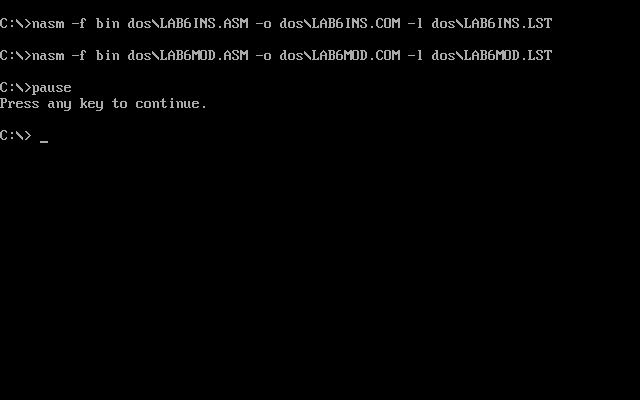 C:\>nasm -f bin dos\LAB6INS.ASM -o dos\LAB6INS.COM -l dos\LAB6INS.LST
C:\>nasm -f bin dos\LAB6MOD.ASM -o dos\LAB6MOD.COM -l dos\LAB6MOD.LST
C:\>pause
Press any key to continue.
C:\> _